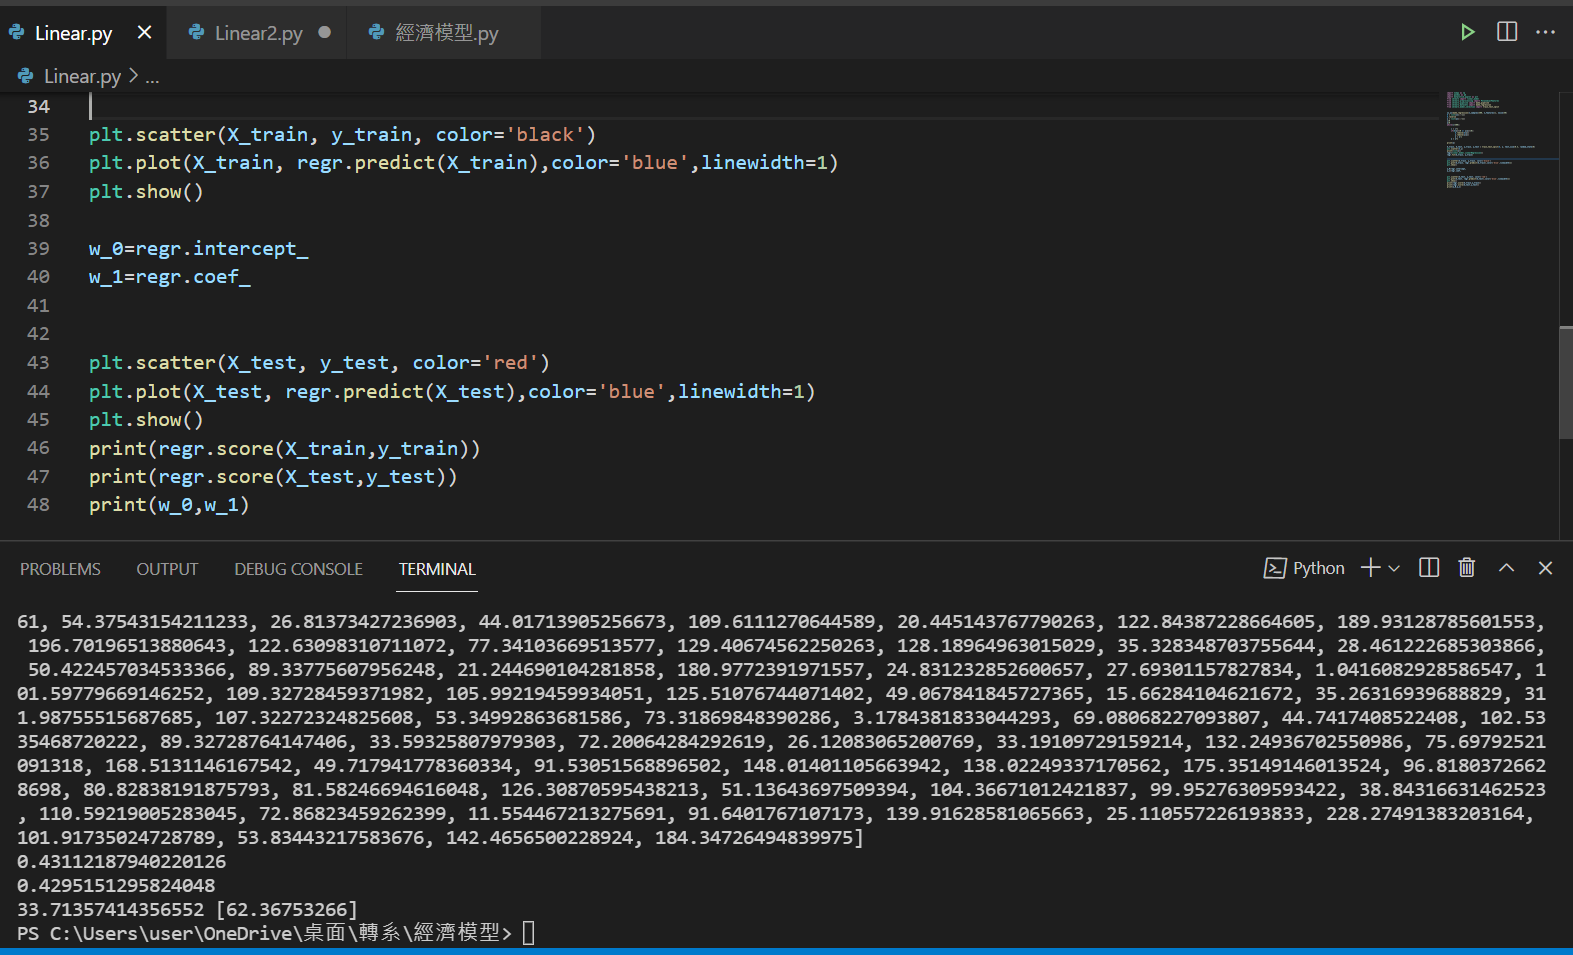 Linear.py Linear2.py 經濟模型.py
Linear.py > ...
34
35 plt.scatter(X_train, y_train, color='black')
36 plt.plot(X_train, regr.predict(X_train),color='blue',linewidth=1)
37 plt.show()
38
39 w_0=regr.intercept_
40 w_1=regr.coef_
41
42
43 plt.scatter(X_test, y_test, color='red')
44 plt.plot(X_test, regr.predict(X_test),color='blue',linewidth=1)
45 plt.show()
46 print(regr.score(X_train,y_train))
47 print(regr.score(X_test,y_test))
48 print(w_0,w_1)
PROBLEMS OUTPUT DEBUG CONSOLE TERMINAL Python
61, 54.37543154211233, 26.81373427236903, 44.01713905256673, 109.6111270644589, 20.445143767790263, 122.84387228664605, 189.93128785601553,
196.70196513880643, 122.63098310711072, 77.34103669513577, 129.40674562250263, 128.18964963015029, 35.328348703755644, 28.461222685303866,
50.422457034533366, 89.33775607956248, 21.244690104281858, 180.9772391971557, 24.831232852600657, 27.69301157827834, 1.0416082928586547, 1
01.59779669146252, 109.32728459371982, 105.99219459934051, 125.51076744071402, 49.067841845727365, 15.66284104621672, 35.26316939688829, 31
1.98755515687685, 107.32272324825608, 53.34992863681586, 73.31869848390286, 3.1784381833044293, 69.08068227093807, 44.7417408522408, 102.53
35468720222, 89.32728764147406, 33.59325807979303, 72.20064284292619, 26.12083065200769, 33.19109729159214, 132.24936702550986, 75.69792521
091318, 168.5131146167542, 49.717941778360334, 91.53051568896502, 148.01401105663942, 138.02249337170562, 175.35149146013524, 96.8180372662
8698, 80.82838191875793, 81.58246694616048, 126.30870595438213, 51.13643697509394, 104.36671012421837, 99.95276309593422, 38.84316631462523
, 110.59219005283045, 72.86823459262399, 11.554467213275691, 91.6401767107173, 139.91628581065663, 25.110557226193833, 228.27491383203164,
101.91735024728789, 53.83443217583676, 142.4656500228924, 184.34726494839975]
0.43112187940220126
0.4295151295824048
33.71357414356552 [62.36753266]
PS C:\Users\user\OneDrive\桌面\轉系\經濟模型>